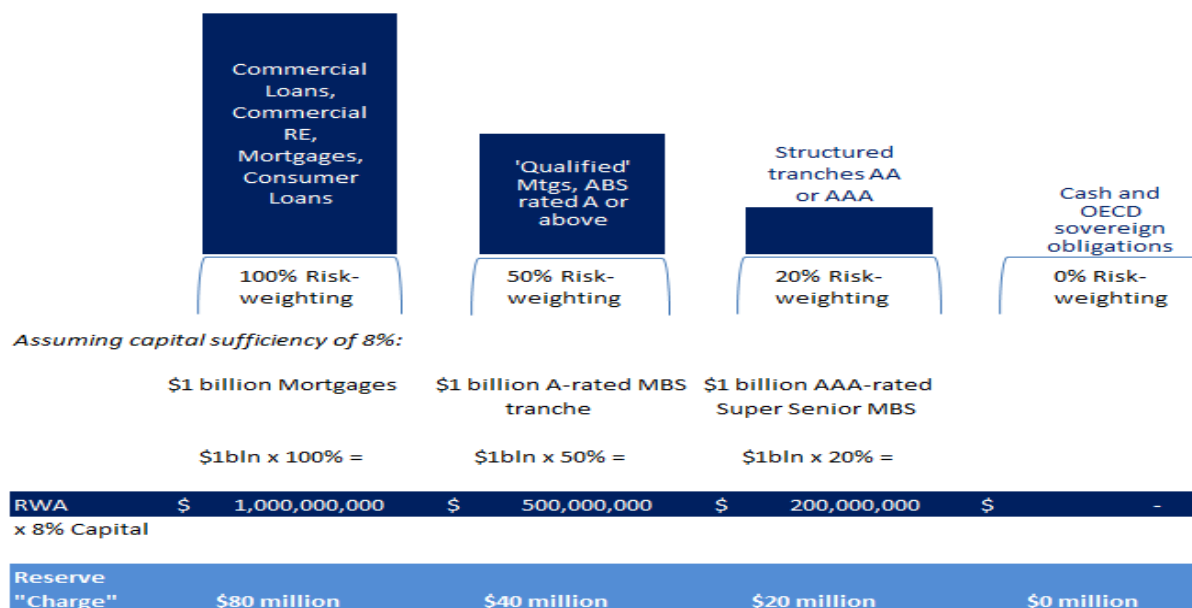 Commercial
Loans,
Commercial
RE,
Mortgages,
Consumer
Loans
'Qualified'
Mtgs, ABS
rated A or
above
Structured
tranches AA
or AAA
Cash and
OECD
sovereign
obligations
100% Risk-
weighting
50% Risk-
weighting
20% Risk-
weighting
0% Risk-
weighting
Assuming capital sufficiency of 8%:
$1 billion Mortgages
$1 billion A-rated MBS
tranche
$1 billion AAA-rated
Super Senior MBS
$1bln x 100% =
$1bln x 50% =
$1bln x 20% =
RWA $ 1,000,000,000 $ 500,000,000 $ 200,000,000 $ -
x 8% Capital
Reserve
"Charge" $80 million $40 million $20 million $0 million